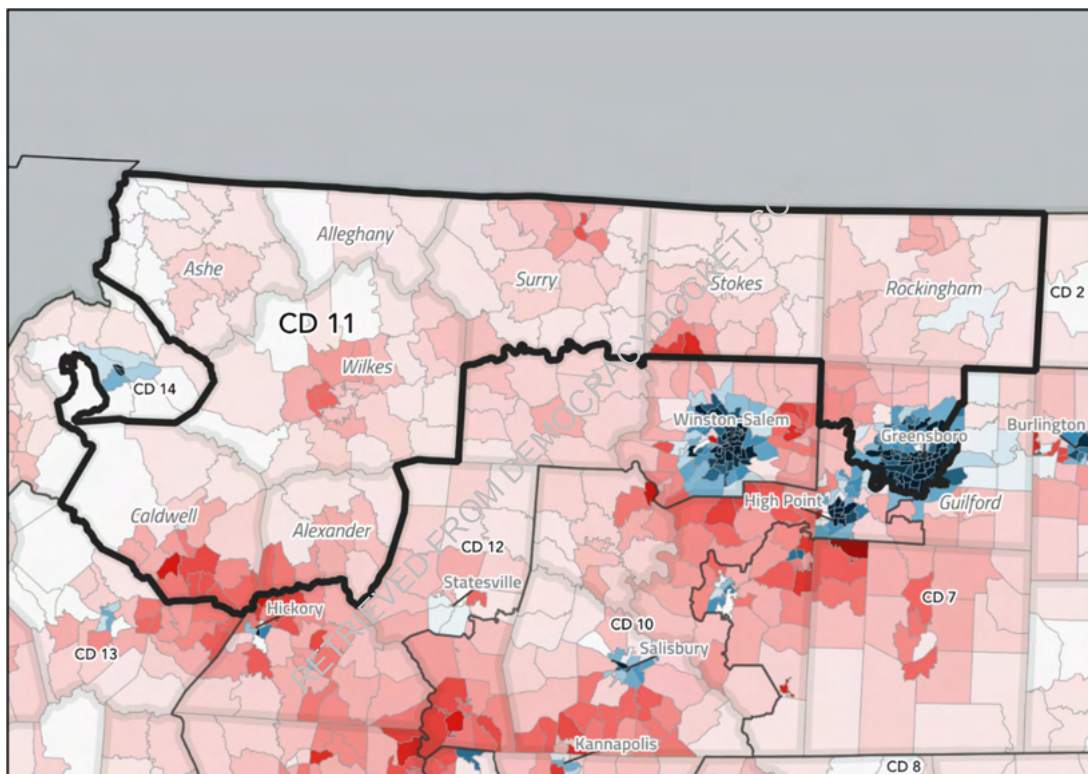 Alleghany
Ashe
Surry
Stokes
Rockingham
CD 2
CD 11
Wilkes
CD 14
Winston-Salem
Greensboro
Burlington
High Point
Guilford
Caldwell
Alexander
CD 12
Statesville
Hickory
CD 7
CD 13
CD 10
Salisbury
Kannapolis
CD 8
RETRIEVED FROM DEMOCRACYDOCKET.CO